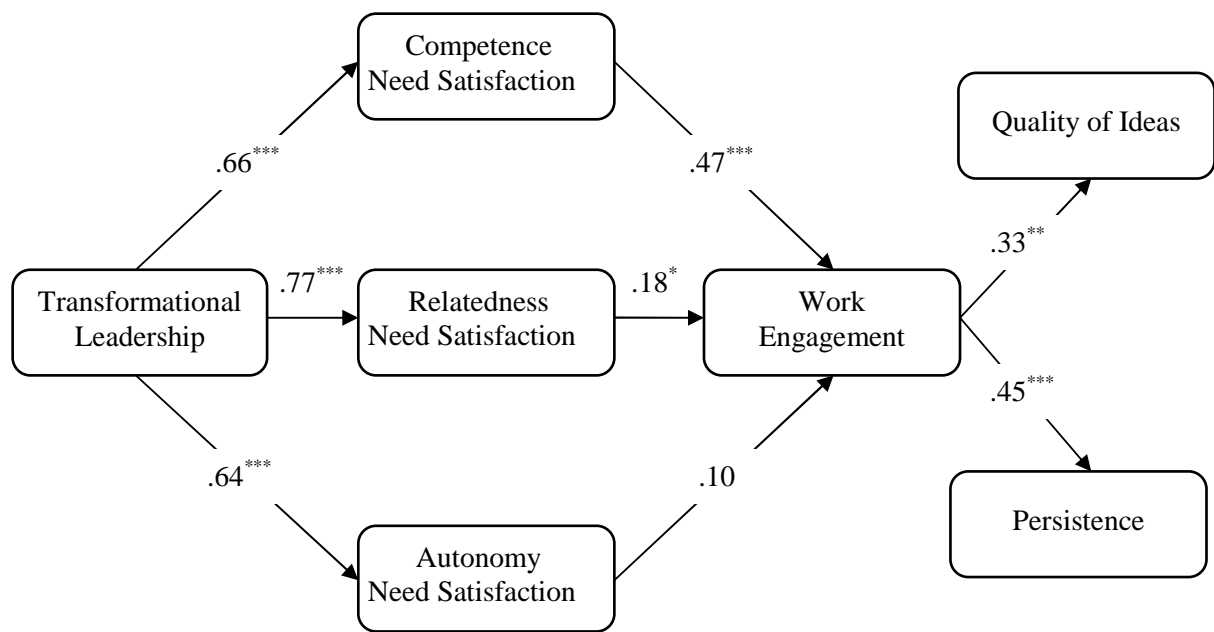 Competence
Need Satisfaction
Quality of Ideas
.66***
.47***
.33**
Transformational
Leadership
.77***
Relatedness
Need Satisfaction
.18*
Work
Engagement
.45***
.64***
.10
Persistence
Autonomy
Need Satisfaction